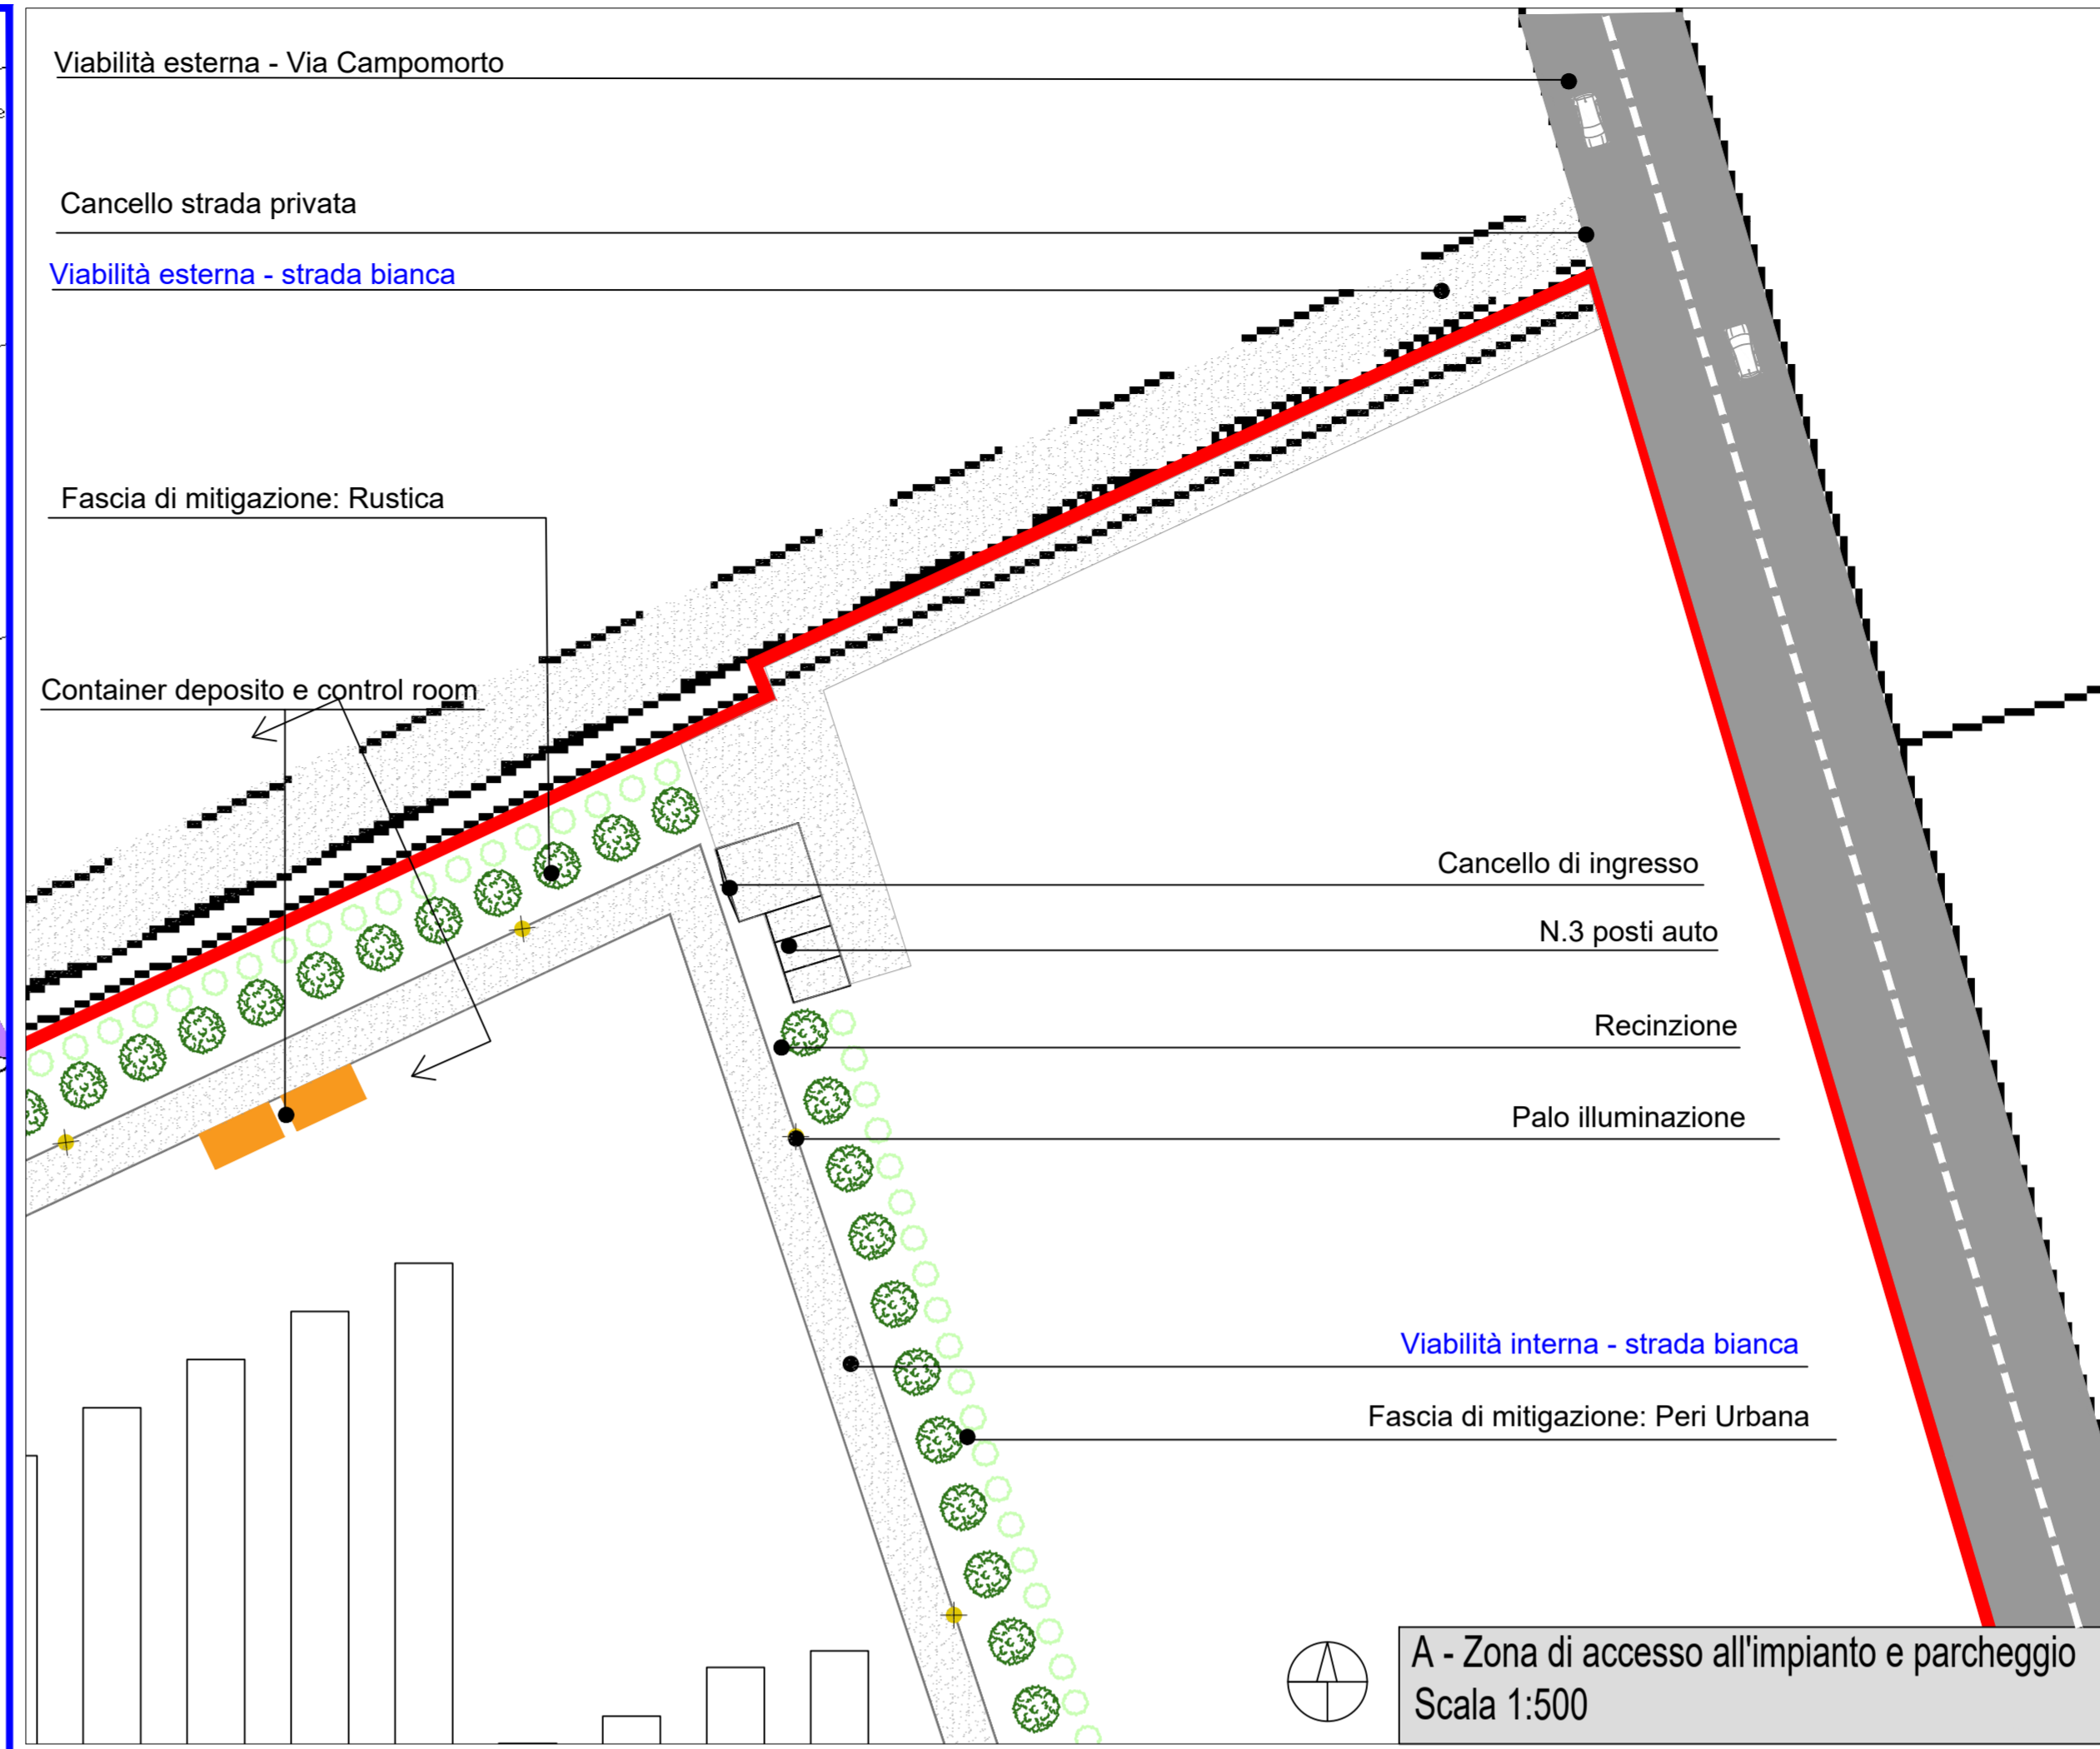 Viabilità esterna - Via Campomorto
Cancello strada privata
Viabilità esterna - strada bianca
Fascia di mitigazione: Rustica
Container deposito e control room
Cancello di ingresso
N.3 posti auto
Recinzione
Palo illuminazione
Viabilità interna - strada bianca
Fascia di mitigazione: Peri Urbana
A - Zona di accesso all'impianto e parcheggio
Scala 1:500